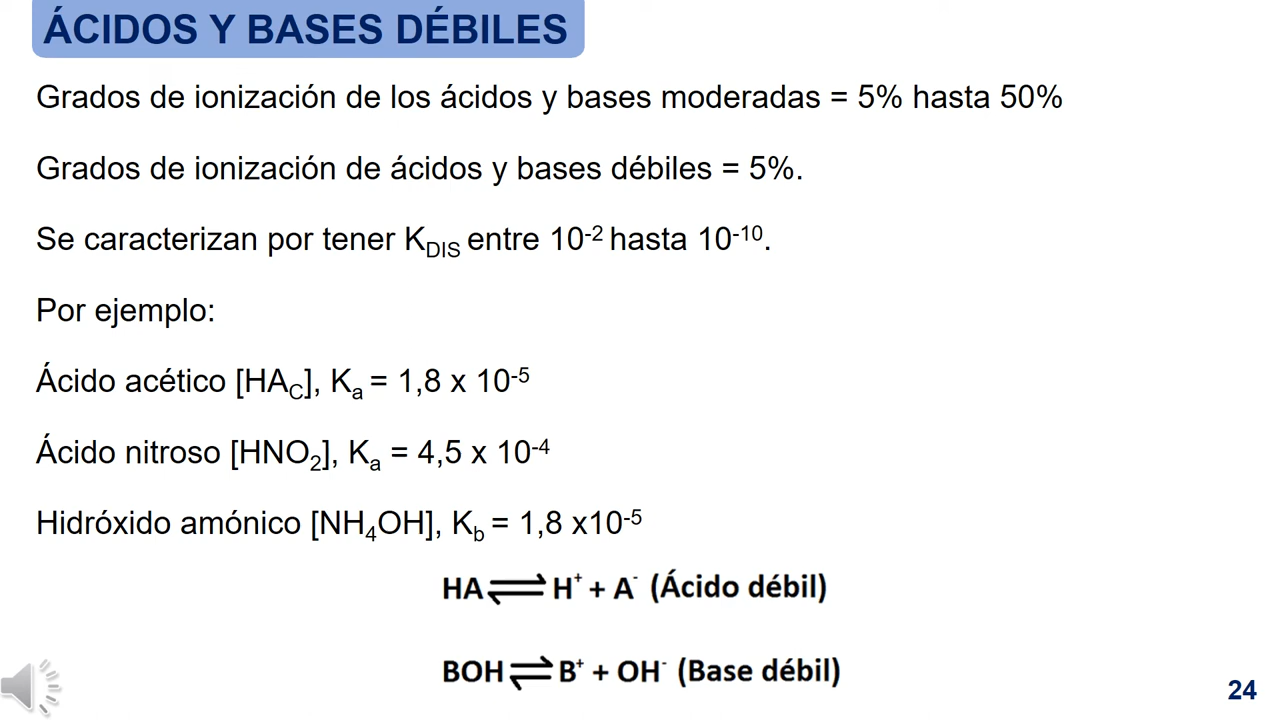 ÁCIDOS Y BASES DÉBILES
Grados de ionización de los ácidos y bases moderadas = 5% hasta 50%
Grados de ionización de ácidos y bases débiles = 5%.
Se caracterizan por tener K_DIS entre 10⁻² hasta 10⁻¹⁰.
Por ejemplo:
Ácido acético [HA_C], Kₐ = 1,8 x 10⁻⁵
Ácido nitroso [HNO₂], Kₐ = 4,5 x 10⁻⁴
Hidróxido amónico [NH₄OH], K_b = 1,8 x10⁻⁵
HA ⇌ H⁺ + A⁻ (Ácido débil)
BOH ⇌ B⁺ + OH⁻ (Base débil)
24